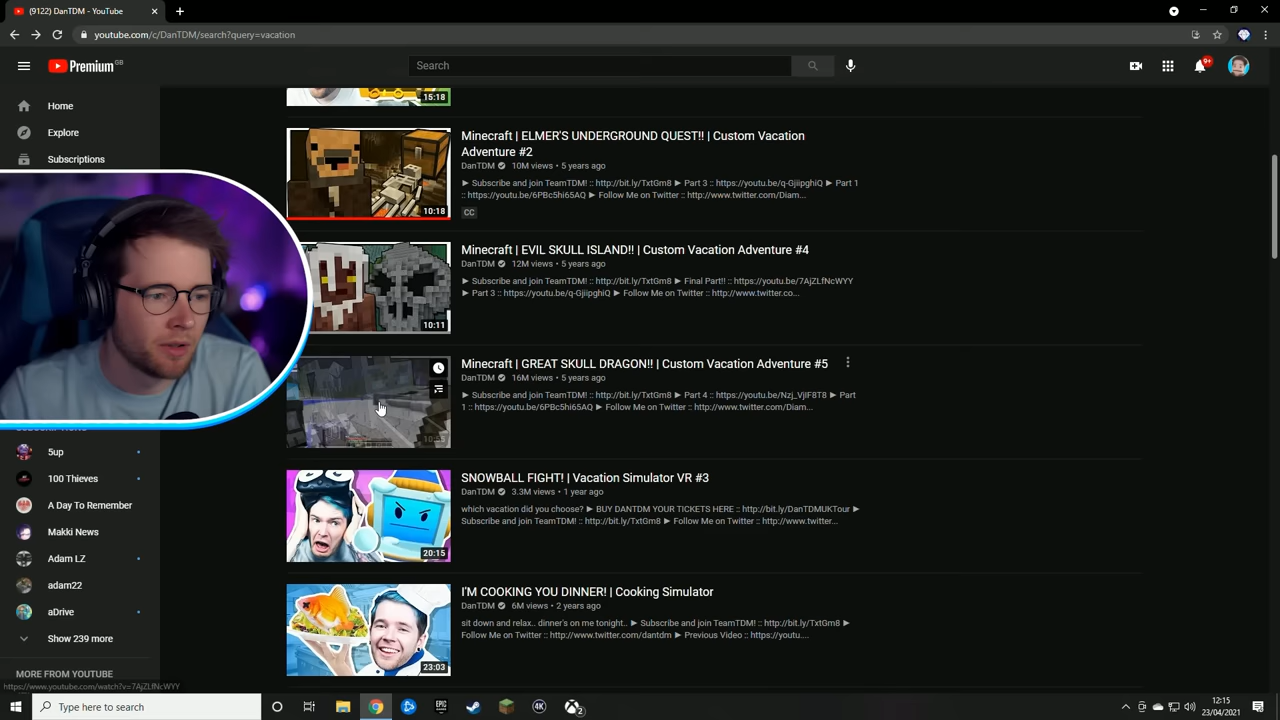 (9122) DanTDM - YouTube
youtube.com/c/DanTDM/search?query=vacation
Premium GB
Search
9+
Home
Explore
Subscriptions
5up
100 Thieves
A Day To Remember
Makki News
Adam LZ
adam22
aDrive
Show 239 more
MORE FROM YOUTUBE
15:18
Minecraft | ELMER'S UNDERGROUND QUEST!! | Custom Vacation
Adventure #2
DanTDM 10M views • 5 years ago
► Subscribe and join TeamTDM! :: http://bit.ly/TxtGm8 ► Part 3 :: https://youtu.be/q-GjiipghiQ ► Part 1
:: https://youtu.be/6PBc5hi65AQ ► Follow Me on Twitter :: http://www.twitter.com/Diam...
CC
10:18
Minecraft | EVIL SKULL ISLAND!! | Custom Vacation Adventure #4
DanTDM 12M views • 5 years ago
► Subscribe and join TeamTDM! :: http://bit.ly/TxtGm8 ► Final Part!! :: https://youtu.be/7AjZLfNcWYY
► Part 3 :: https://youtu.be/q-GjiipghiQ ► Follow Me on Twitter :: http://www.twitter.co...
10:11
Minecraft | GREAT SKULL DRAGON!! | Custom Vacation Adventure #5
DanTDM 16M views • 5 years ago
► Subscribe and join TeamTDM! :: http://bit.ly/TxtGm8 ► Part 4 :: https://youtu.be/Nzj_VjIF8T8 ► Part
1 :: https://youtu.be/6PBc5hi65AQ ► Follow Me on Twitter :: http://www.twitter.com/Diam...
SNOWBALL FIGHT! | Vacation Simulator VR #3
DanTDM 3.3M views • 1 year ago
which vacation did you choose? ► BUY DANTDM YOUR TICKETS HERE :: http://bit.ly/DanTDMUKTour ►
Subscribe and join TeamTDM! :: http://bit.ly/TxtGm8 ► Follow Me on Twitter :: http://www.twitter...
20:15
I'M COOKING YOU DINNER! | Cooking Simulator
DanTDM 6M views • 2 years ago
sit down and relax.. dinner's on me tonight.. ► Subscribe and join TeamTDM! :: http://bit.ly/TxtGm8 ►
Follow Me on Twitter :: http://www.twitter.com/dantdm ► Previous Video :: https://youtu....
23:03
https://www.youtube.com/watch?v=7AjZLfNcWYY
Type here to search
EPIC
4K
2
12:15
23/04/2021